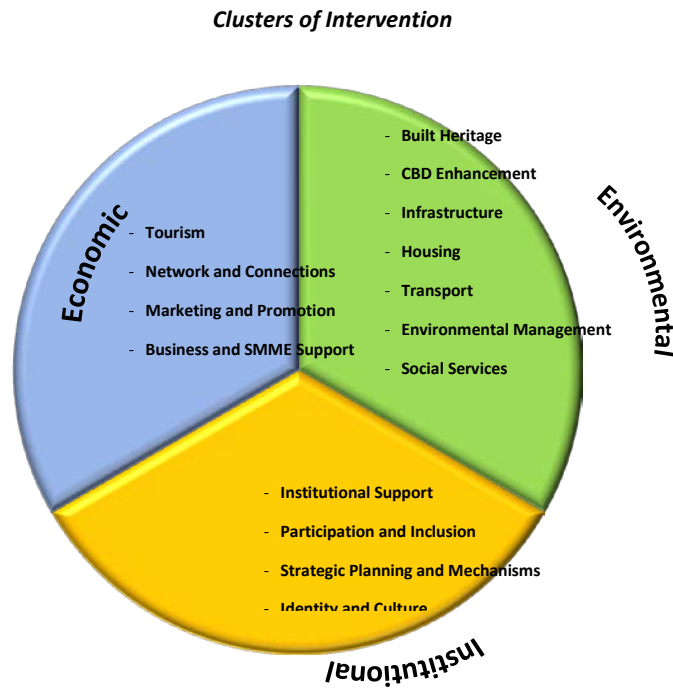 Clusters of Intervention
Economic
- Tourism
- Network and Connections
- Marketing and Promotion
- Business and SMME Support
Environmental
- Built Heritage
- CBD Enhancement
- Infrastructure
- Housing
- Transport
- Environmental Management
- Social Services
- Institutional Support
- Participation and Inclusion
- Strategic Planning and Mechanisms
- Identity and Culture
Institutional